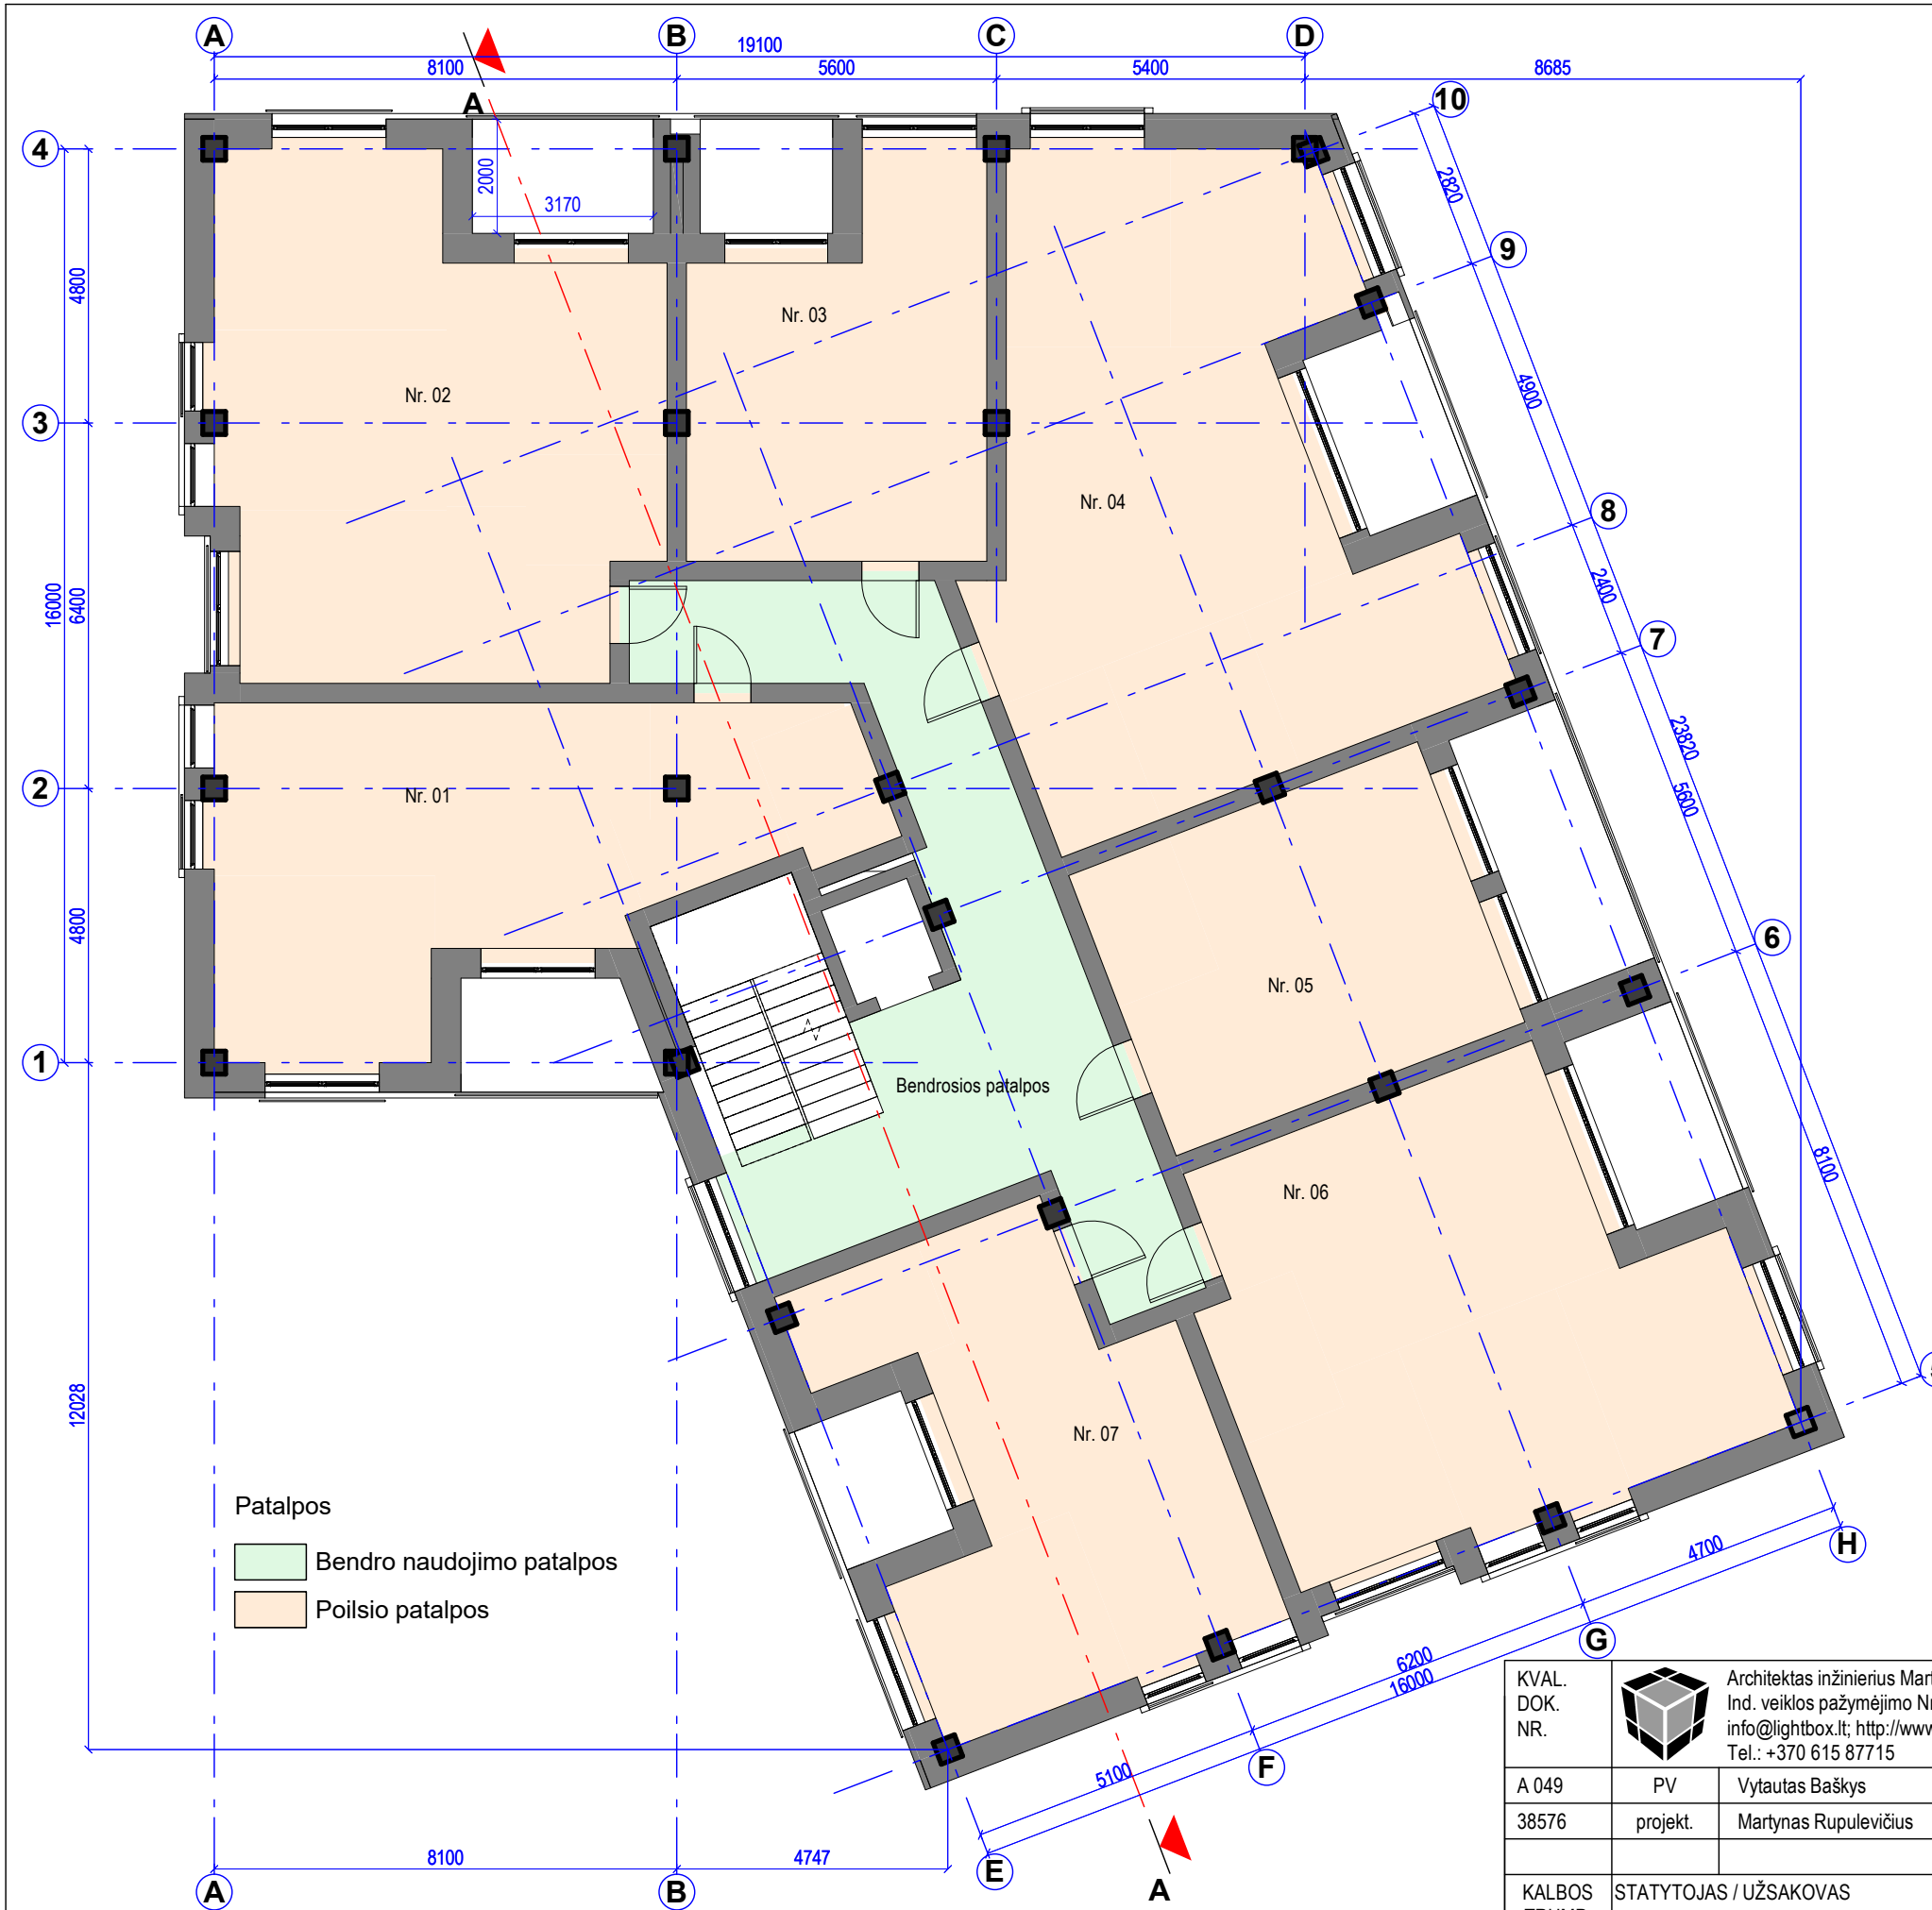 A
B
C
D
19100
8100
5600
5400
8685
A
10
4
2000
3170
2820
9
4800
Nr. 03
Nr. 02
4900
3
Nr. 04
8
16000
6400
2400
7
23820
2
Nr. 01
5600
4800
6
Nr. 05
1
Bendrosios patalpos
8100
Nr. 06
12028
Nr. 07
Patalpos
Bendro naudojimo patalpos
Poilsio patalpos
4700
H
G
6200
16000
5100
F
E
A
8100
4747
A
B
KVAL.
DOK.
NR.
Architektas inžinierius Mart
Ind. veiklos pažymėjimo Nr
info@lightbox.lt; http://www
Tel.: +370 615 87715
A 049 PV Vytautas Baškys
38576 projekt. Martynas Rupulevičius
KALBOS STATYTOJAS / UŽSAKOVAS